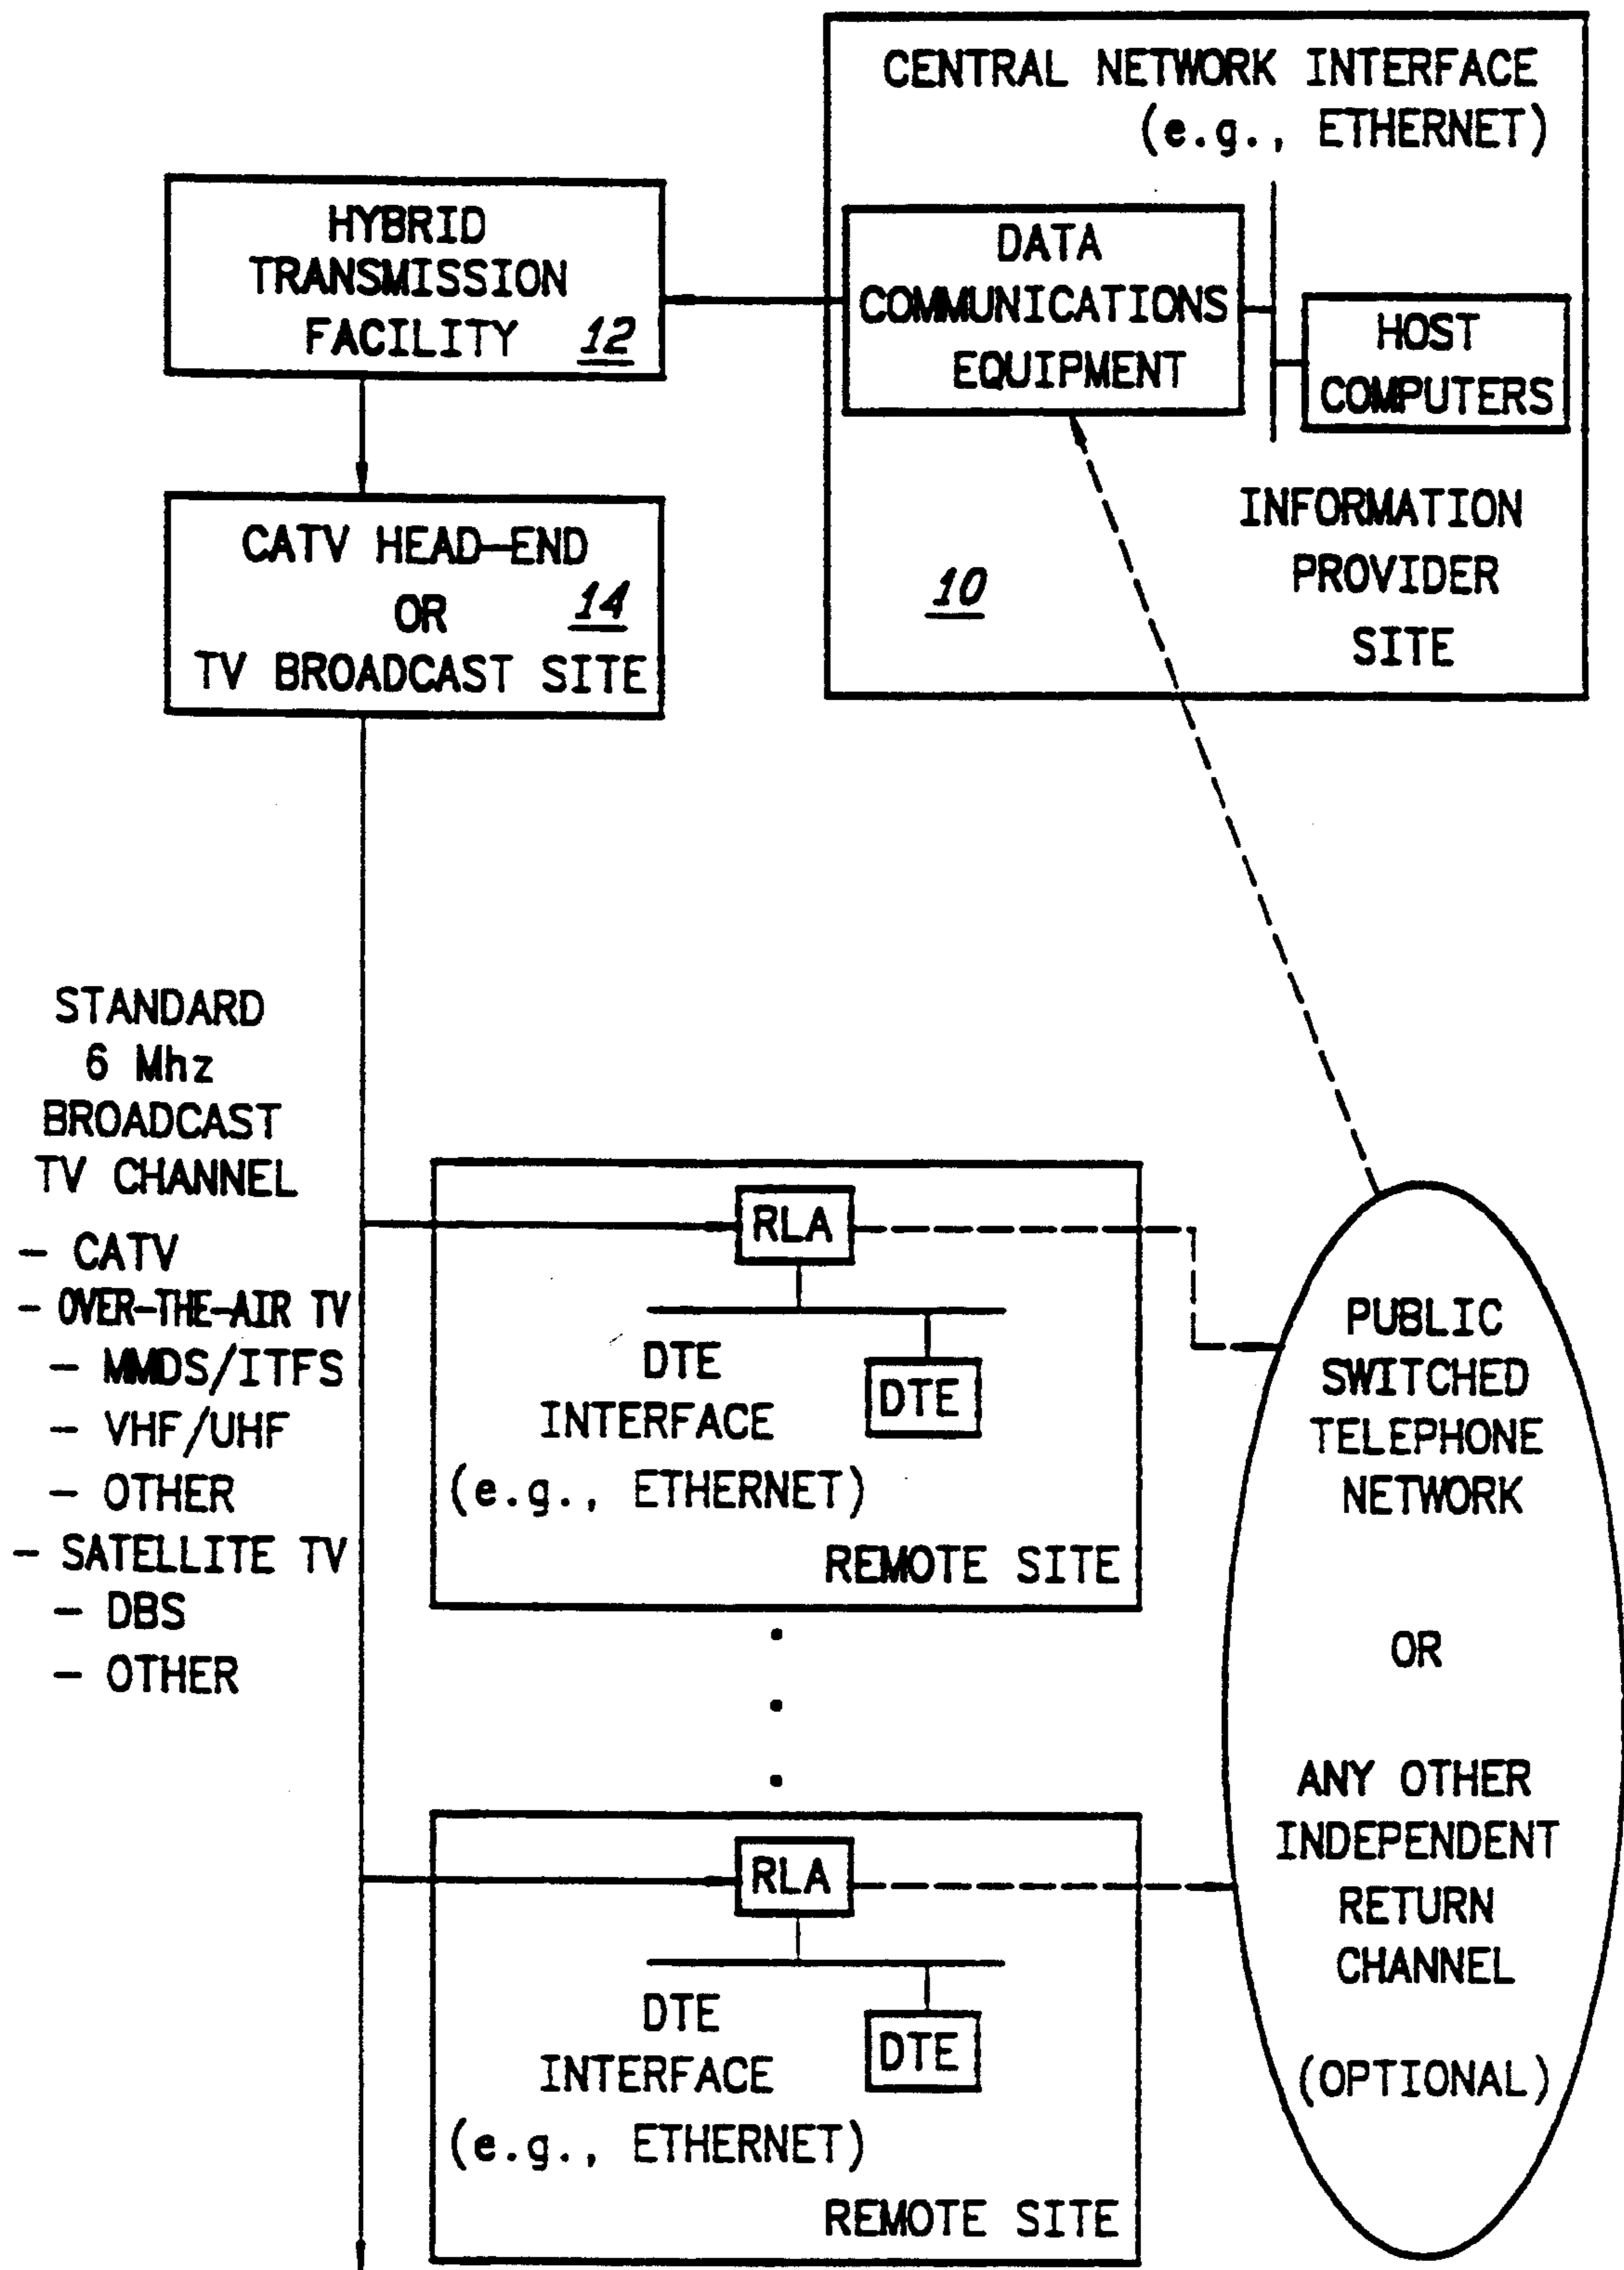 CENTRAL NETWORK INTERFACE
(e.g., ETHERNET)
HYBRID
TRANSMISSION
FACILITY 12
DATA
COMMUNICATIONS
EQUIPMENT
HOST
COMPUTERS
INFORMATION
PROVIDER
SITE
10
CATV HEAD-END
OR 14
TV BROADCAST SITE
STANDARD
6 Mhz
BROADCAST
TV CHANNEL
- CATV
- OVER-THE-AIR TV
- MMDS/ITFS
- VHF/UHF
- OTHER
- SATELLITE TV
- DBS
- OTHER
RLA
DTE
INTERFACE
(e.g., ETHERNET)
DTE
REMOTE SITE
RLA
DTE
INTERFACE
(e.g., ETHERNET)
DTE
REMOTE SITE
PUBLIC
SWITCHED
TELEPHONE
NETWORK
OR
ANY OTHER
INDEPENDENT
RETURN
CHANNEL
(OPTIONAL)